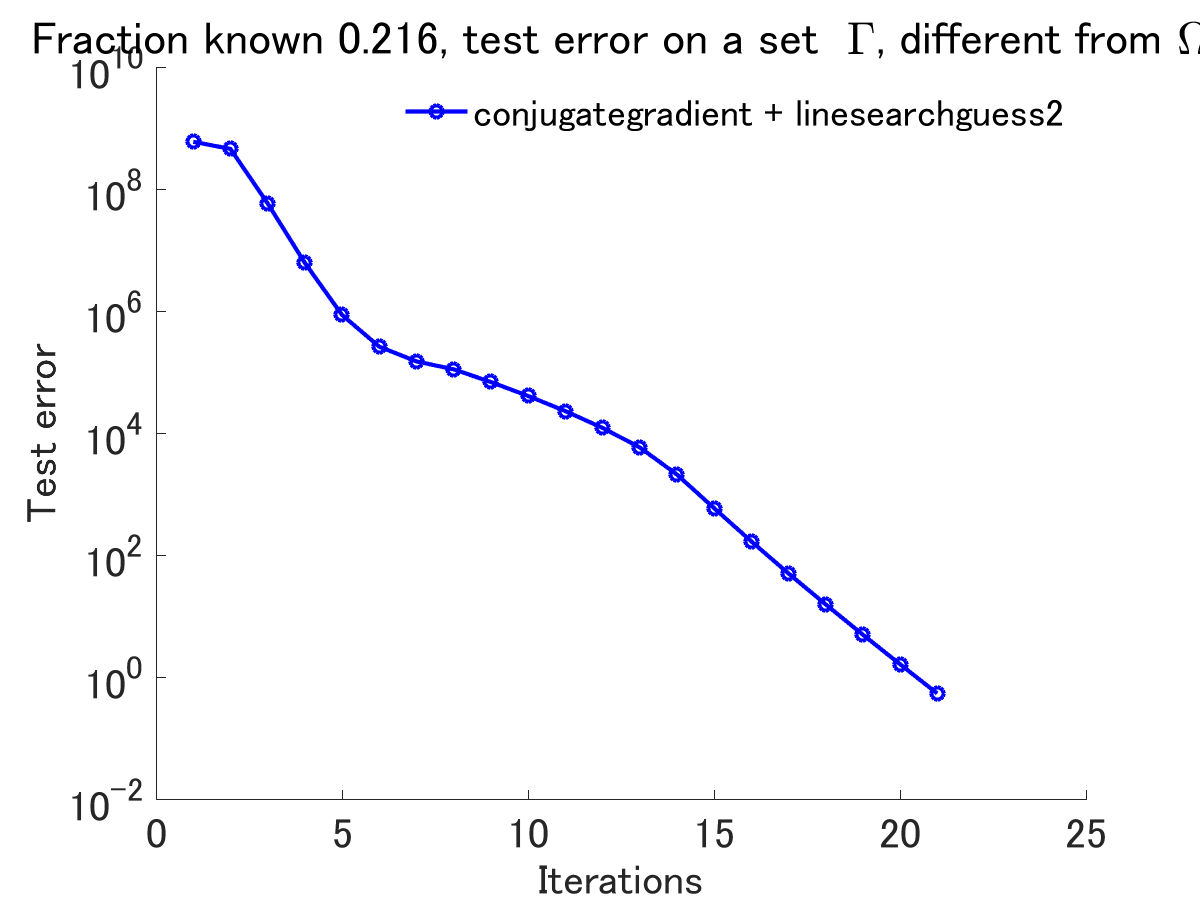 Fraction known 0.216, test error on a set Γ, different from Ω
10^10
conjugategradient + linesearchguess2
10^8
10^6
10^4
10^2
10^0
10^−2
Test error
0 5 10 15 20 25
Iterations